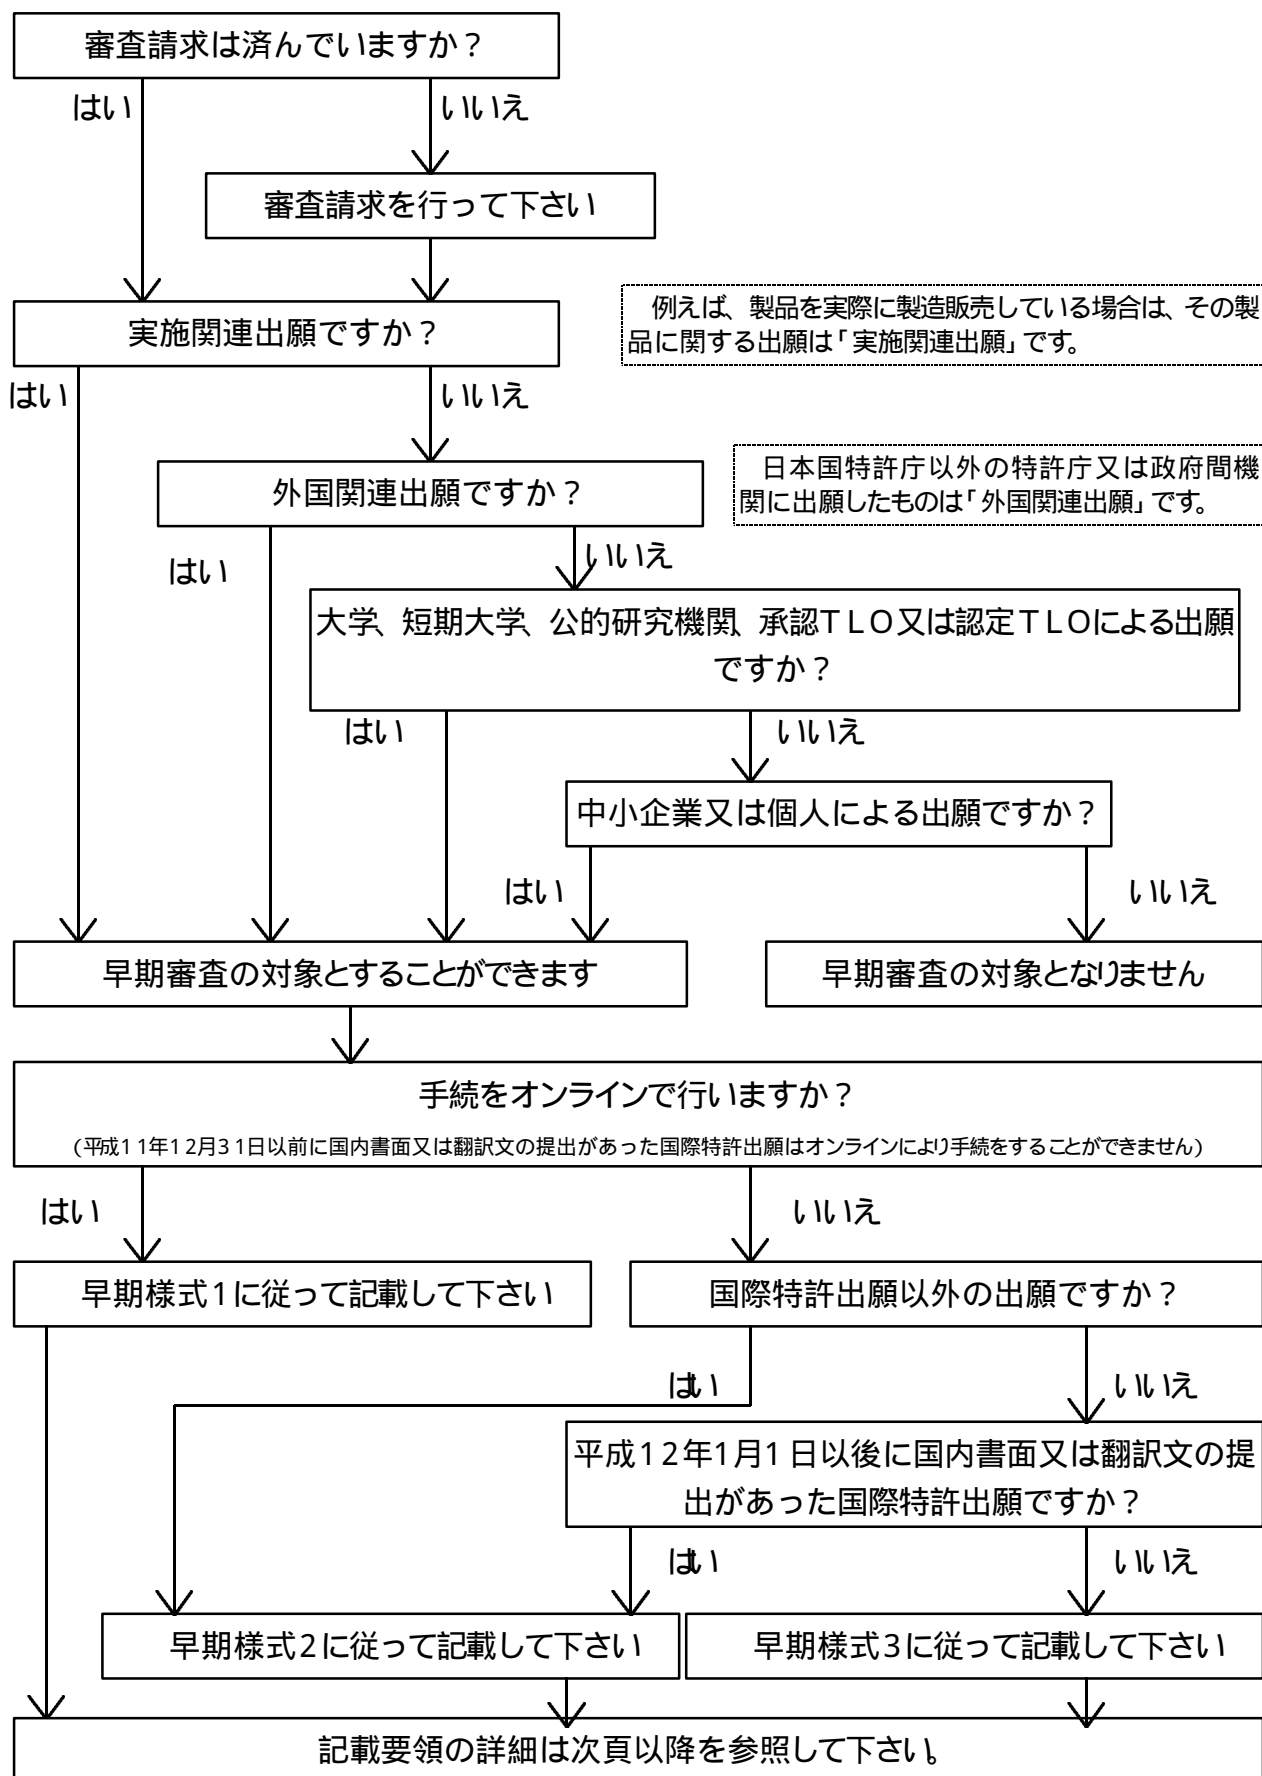 審査請求は済んでいますか？
はい
いいえ
審査請求を行って下さい
実施関連出願ですか？
例えば、製品を実際に製造販売している場合は、その製
品に関する出願は「実施関連出願」です。
はい
いいえ
外国関連出願ですか？
日本国特許庁以外の特許庁又は政府間機
関に出願したものは「外国関連出願」です。
はい
いいえ
大学、短期大学、公的研究機関、承認ＴＬＯ又は認定ＴＬＯによる出願
ですか？
はい
いいえ
中小企業又は個人による出願ですか？
はい
いいえ
早期審査の対象とすることができます
早期審査の対象となりません
手続をオンラインで行いますか？
（平成１１年１２月３１日以前に国内書面又は翻訳文の提出があった国際特許出願はオンラインにより手続をすることができません）
はい
いいえ
早期様式１に従って記載して下さい
国際特許出願以外の出願ですか？
はい
いいえ
平成１２年１月１日以後に国内書面又は翻訳文の提
出があった国際特許出願ですか？
はい
いいえ
早期様式２に従って記載して下さい
早期様式３に従って記載して下さい
記載要領の詳細は次頁以降を参照して下さい。